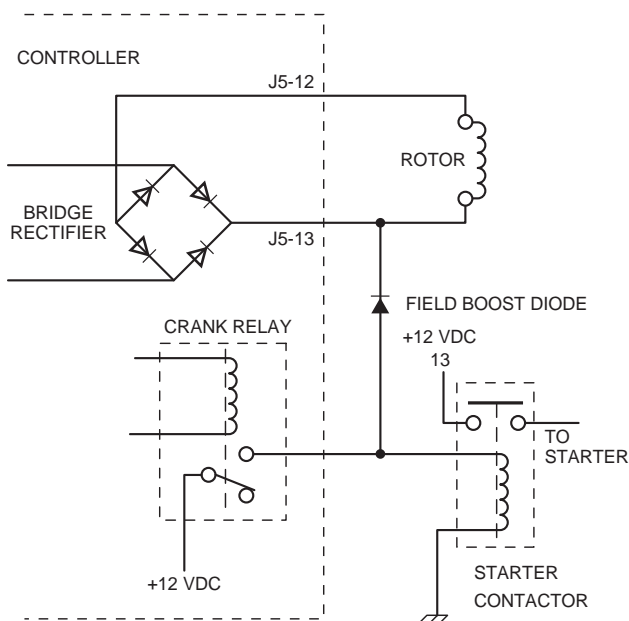 CONTROLLER
J5-12
ROTOR
BRIDGE
RECTIFIER
J5-13
FIELD BOOST DIODE
CRANK RELAY
+12 VDC
13
TO
STARTER
+12 VDC
STARTER
CONTACTOR